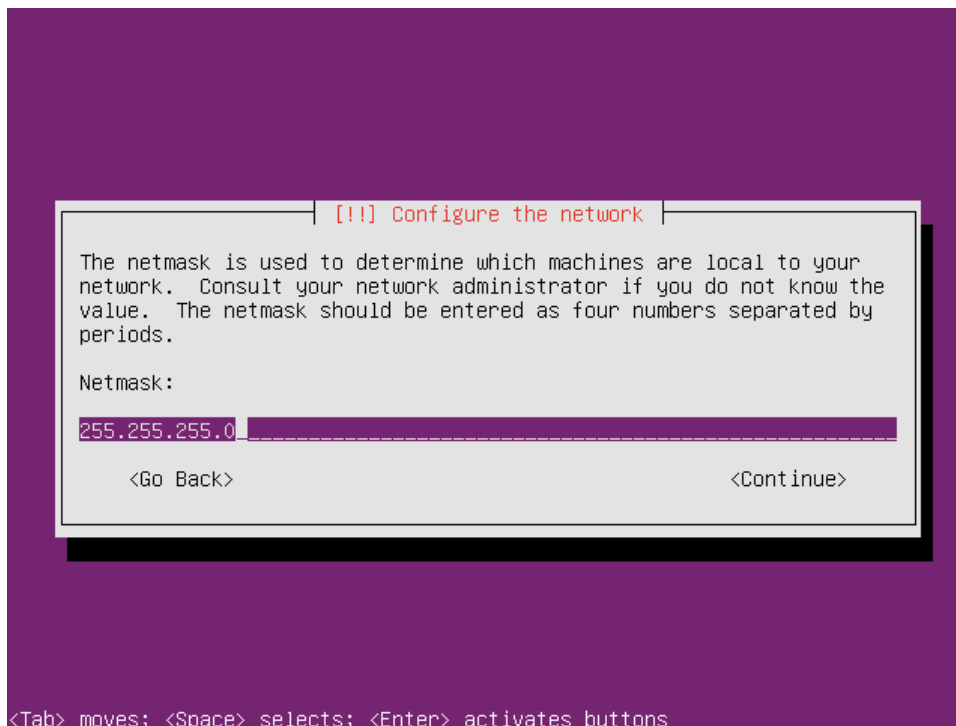 [!!] Configure the network
The netmask is used to determine which machines are local to your
network.  Consult your network administrator if you do not know the
value.  The netmask should be entered as four numbers separated by
periods.
Netmask:
255.255.255.0
<Go Back> <Continue>
<Tab> moves; <Space> selects; <Enter> activates buttons